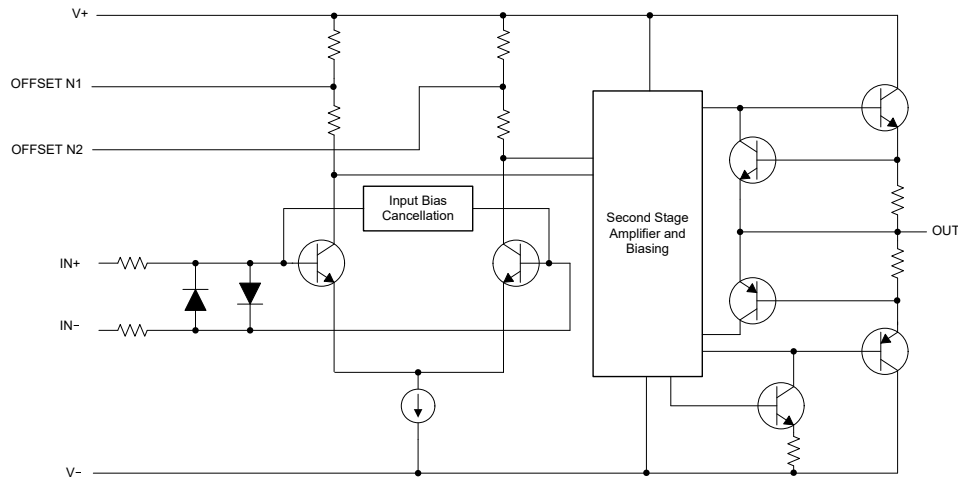 V+
OFFSET N1
OFFSET N2
Input Bias
Cancellation
Second Stage
Amplifier and
Biasing
OUT
IN+
IN−
V−